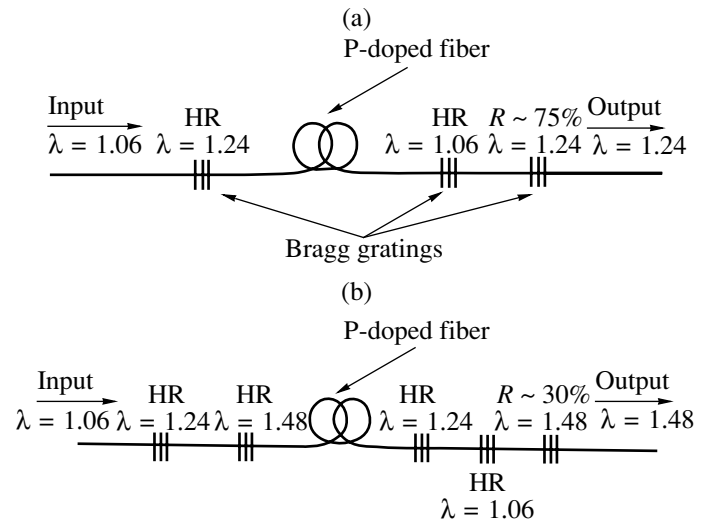 (a)
P-doped fiber
Input HR HR R ~ 75% Output
λ = 1.06 λ = 1.24 λ = 1.06 λ = 1.24 λ = 1.24
Bragg gratings
(b)
P-doped fiber
Input HR HR HR R ~ 30% Output
λ = 1.06 λ = 1.24 λ = 1.48 λ = 1.24 λ = 1.48 λ = 1.48
HR
λ = 1.06